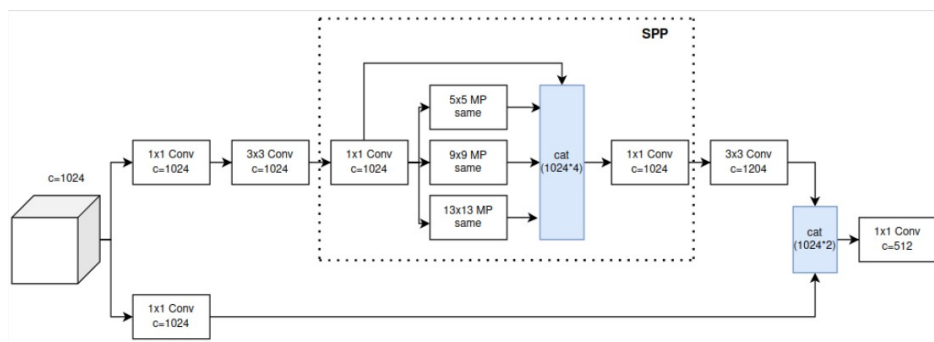 SPP
c=1024
1x1 Conv
c=1024
3x3 Conv
c=1024
1x1 Conv
c=1024
5x5 MP
same
9x9 MP
same
13x13 MP
same
cat
(1024*4)
1x1 Conv
c=1024
3x3 Conv
c=1204
cat
(1024*2)
1x1 Conv
c=512
1x1 Conv
c=1024